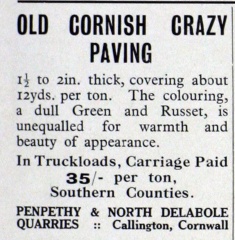 OLD CORNISH CRAZY
PAVING
1½ to 2in. thick, covering about
12yds. per ton. The colouring,
a dull Green and Russet, is
unequalled for warmth and
beauty of appearance.
In Truckloads, Carriage Paid
35/- per ton,
Southern Counties.
PENPETHY & NORTH DELABOLE
QUARRIES :: Callington, Cornwall